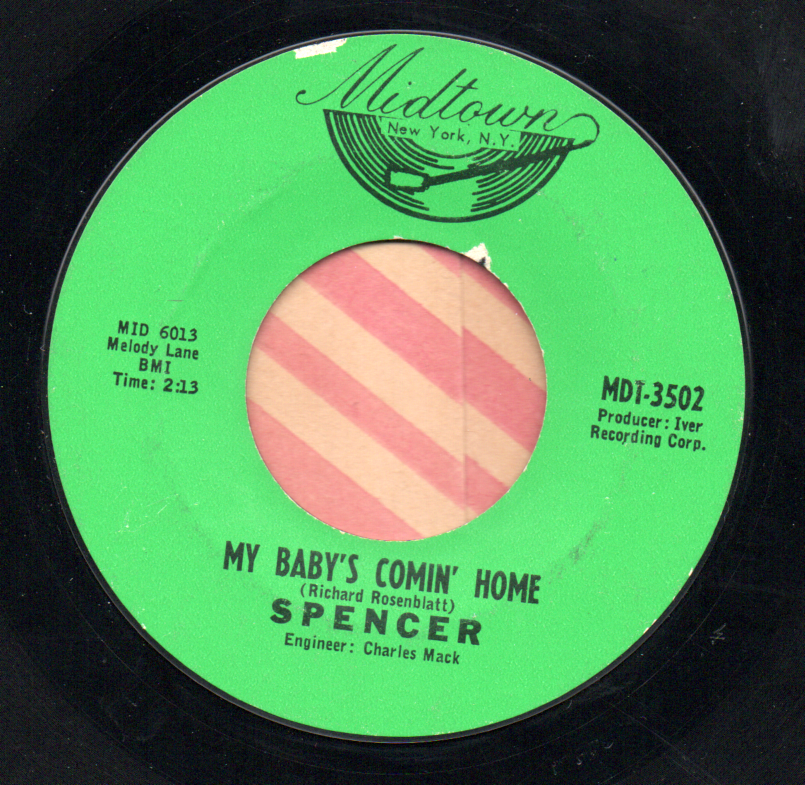 Midtown
New York, N.Y.
MID 6013
Melody Lane
BMI
Time: 2:13
MDT-3502
Producer: Iver
Recording Corp.
MY BABY'S COMIN' HOME
(Richard Rosenblatt)
SPENCER
Engineer: Charles Mack